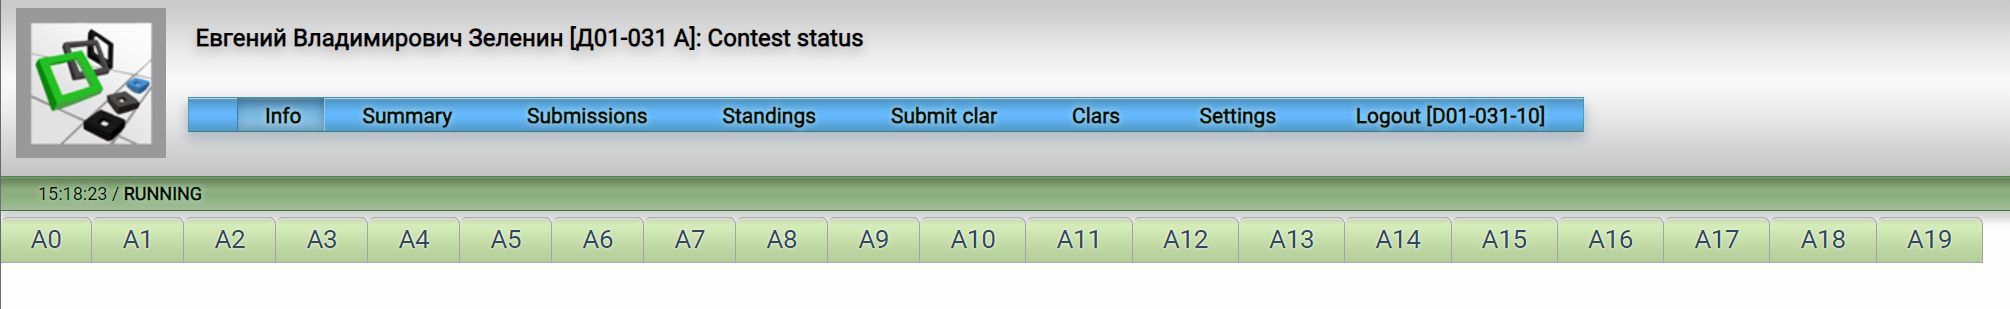 Евгений Владимирович Зеленин [Д01-031 A]: Contest status
Info Summary Submissions Standings Submit clar Clars Settings Logout [D01-031-10]
15:18:23 / RUNNING
A0 A1 A2 A3 A4 A5 A6 A7 A8 A9 A10 A11 A12 A13 A14 A15 A16 A17 A18 A19